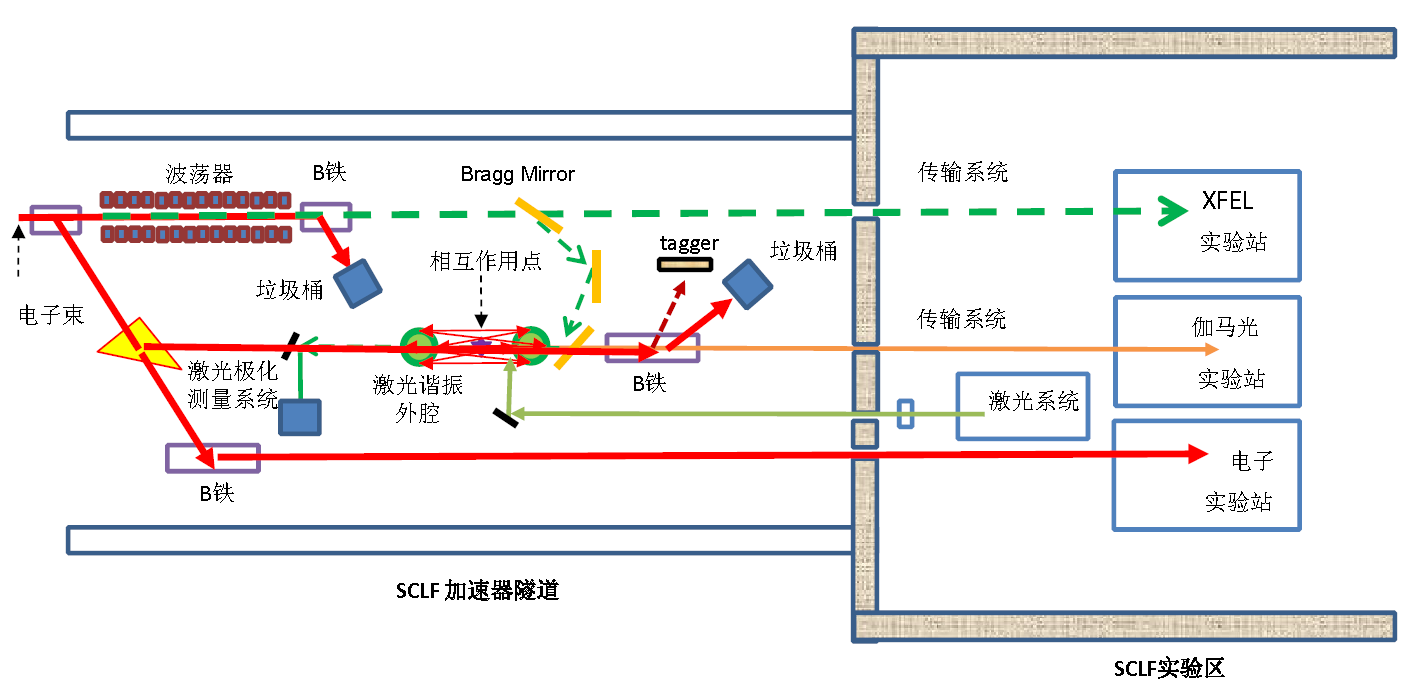 波荡器
B铁
Bragg Mirror
传输系统
XFEL
实验站
tagger
垃圾桶
相互作用点
垃圾桶
电子束
传输系统
伽马光
实验站
激光极化
测量系统
激光谐振
外腔
B铁
激光系统
电子
实验站
B铁
SCLF 加速器隧道
SCLF实验区